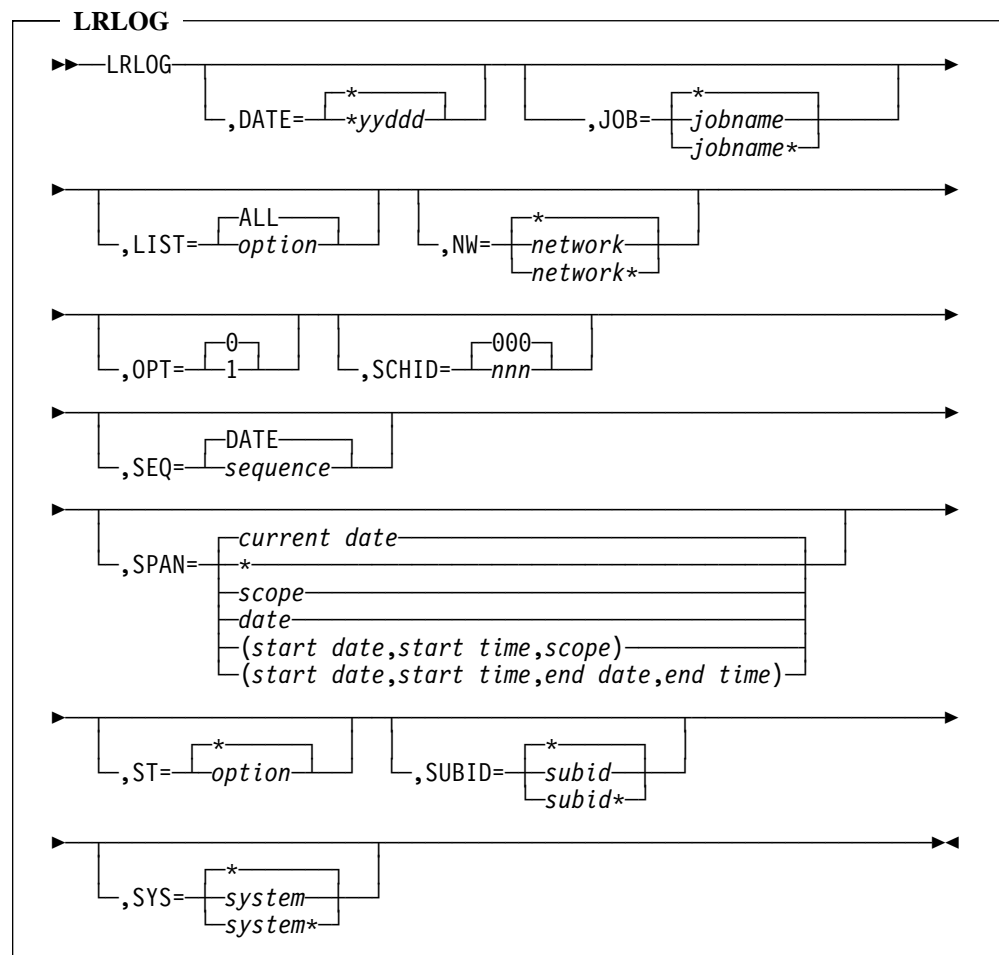 LRLOG
LRLOG
*
*
,DATE= *yyddd ,JOB= jobname
jobname*
ALL *
,LIST= option ,NW= network
network*
0 000
,OPT= 1 ,SCHID= nnn
DATE
,SEQ= sequence
current date
,SPAN= *
scope
date
(start date,start time,scope)
(start date,start time,end date,end time)
* *
,ST= option ,SUBID= subid
subid*
*
,SYS= system
system*